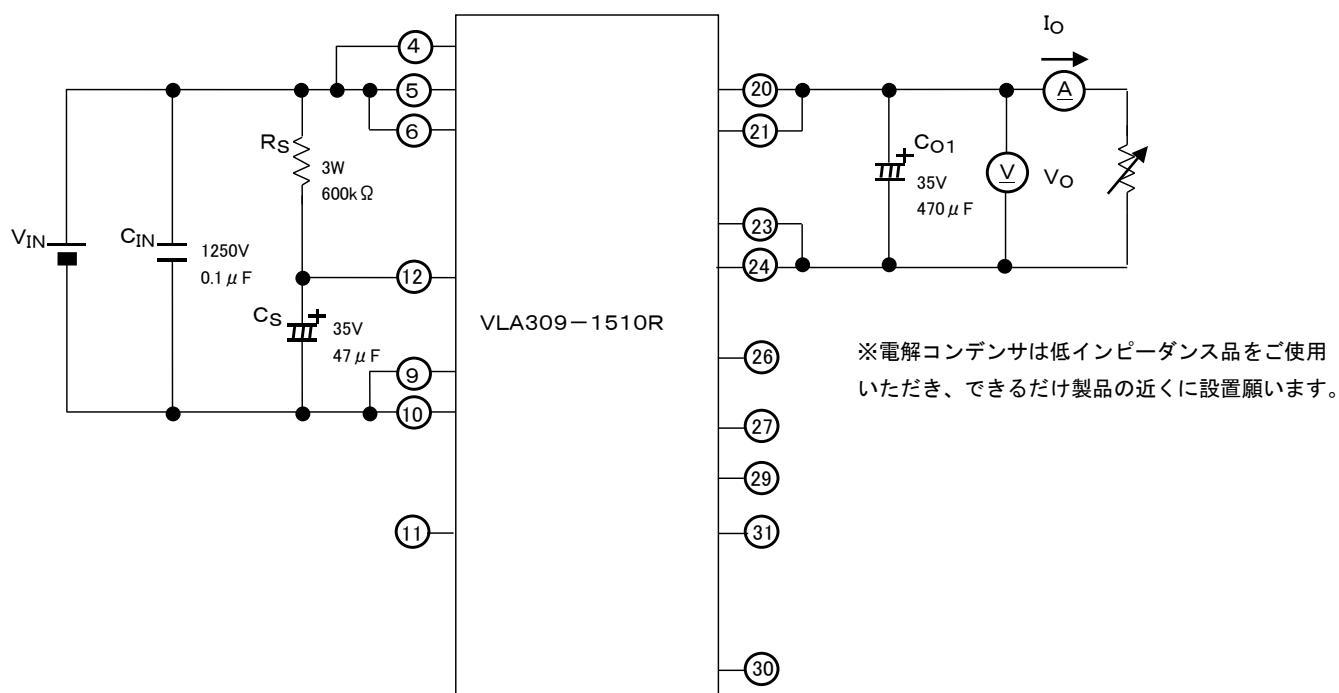 IO
4
5
6
20
A
21
RS
3W
600kΩ
CO1
35V
470μF
V
VO
VIN
CIN
1250V
0.1μF
23
24
12
CS
35V
47μF
VLA309-1510R
9
10
26
27
29
11
31
30
※電解コンデンサは低インピーダンス品をご使用
いただき、できるだけ製品の近くに設置願います。